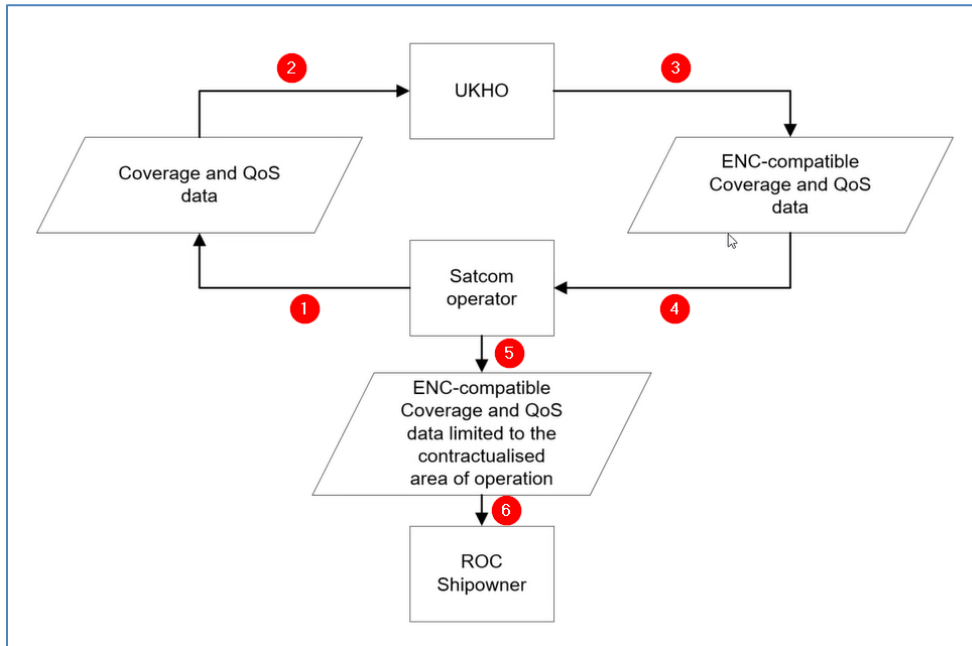 2
UKHO
3
Coverage and QoS
data
ENC-compatible
Coverage and QoS
data
Satcom
operator
1
4
5
ENC-compatible
Coverage and QoS
data limited to the
contractualised
area of operation
6
ROC
Shipowner